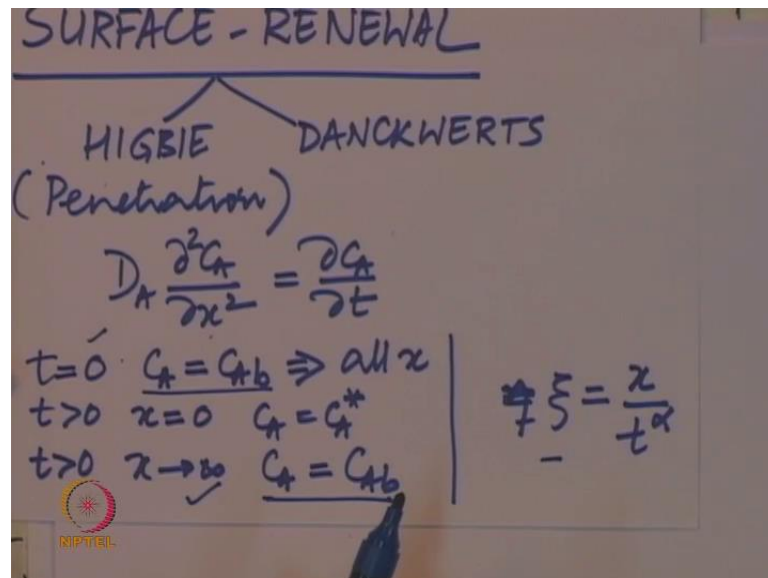 SURFACE - RENEWAL
HIGBIE DANCKWERTS
(Penetration)
D_A ∂²C_A/∂x² = ∂C_A/∂t
t=0 C_A = C_Ab ⇒ all x
t>0 x=0 C_A = C_A*
t>0 x→∞ C_A = C_Ab
ξ = x/t^α
NPTEL